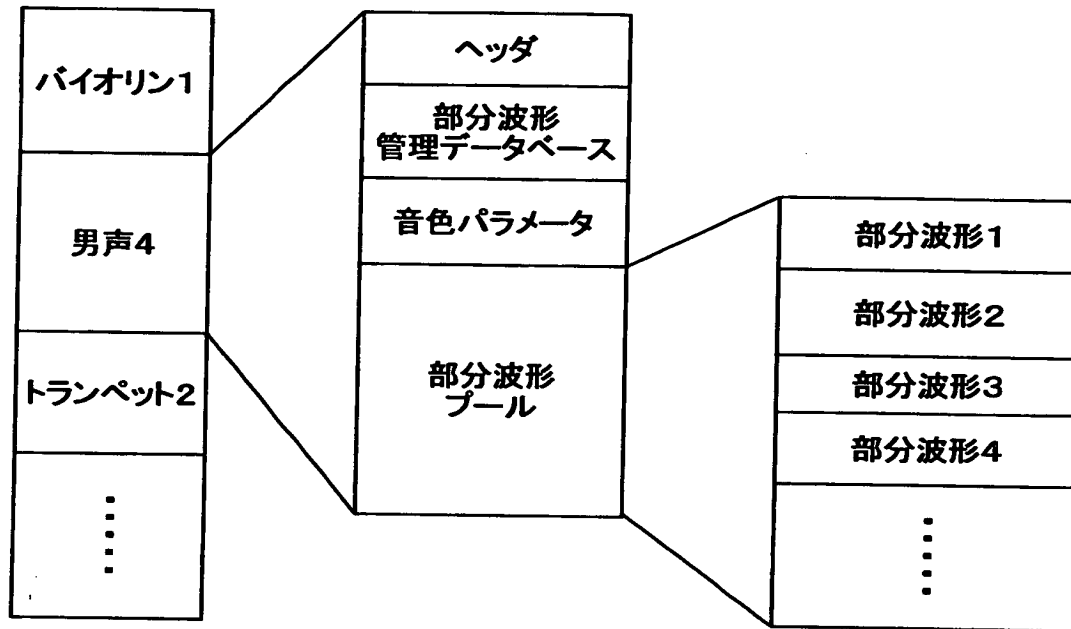 バイオリン1
男声4
トランペット2
ヘッダ
部分波形
管理データベース
音色パラメータ
部分波形
プール
部分波形1
部分波形2
部分波形3
部分波形4